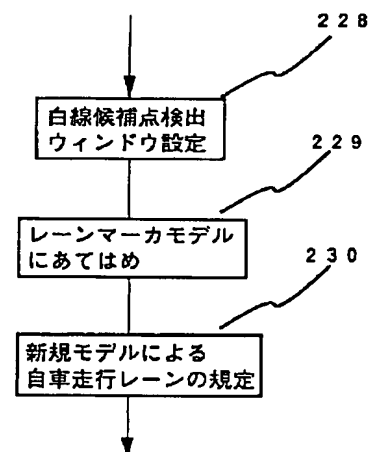 228
白線候補点検出
ウィンドウ設定
229
レーンマーカモデル
にあてはめ
230
新規モデルによる
自車走行レーンの規定